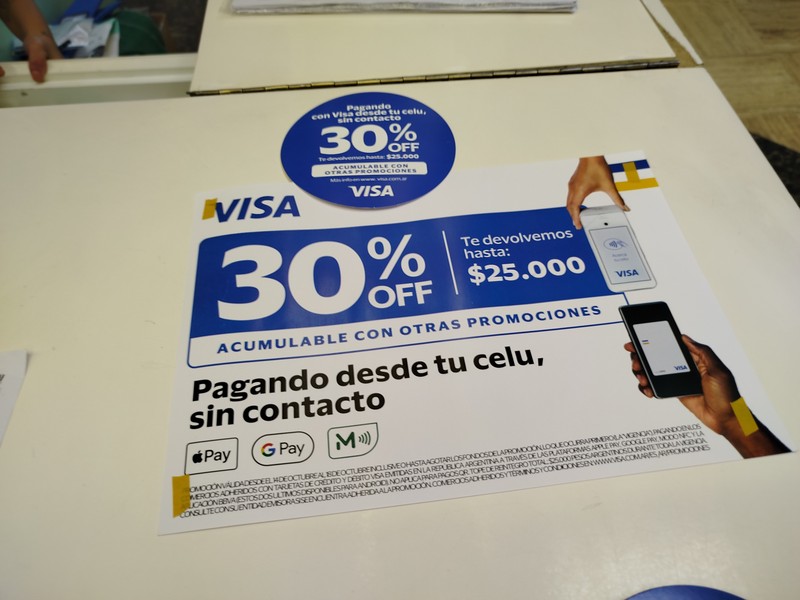 Pagando
con Visa desde tu celu,
sin contacto
30%
OFF
Te devolvemos hasta: $25.000
ACUMULABLE CON
OTRAS PROMOCIONES
www.visa.com.ar
VISA
VISA
30%
OFF
Te devolvemos
hasta:
$25.000
VISA
ACUMULABLE CON OTRAS PROMOCIONES
Pagando desde tu celu,
sin contacto
VISA
Pay
G Pay
M
PROMOCIÓN VÁLIDA DESDE EL 14 DE OCTUBRE AL 18 DE OCTUBRE INCLUSIVE O HASTA AGOTAR LOS FONDOS DE LA PROMOCIÓN, LO QUE OCURRA PRIMERO (LA VIGENCIA"). PAGANDO EN LOS
COMERCIOS ADHERIDOS CON TARJETAS DE CRÉDITO Y DÉBITO VISA EMITIDAS EN LA REPÚBLICA ARGENTINA A TRAVÉS DE LAS PLATAFORMAS APPLE PAY, GOOGLE PAY, MODO NFC Y LA
APLICACIÓN BBVA (ESTOS DOS ÚLTIMOS DISPONIBLES PARA ANDROID). NO APLICA PARA PAGOS QR. TOPE DE REINTEGRO TOTAL: $25.000 PESOS ARGENTINOS DURANTE TODA LA VIGENCIA.
CONSULTE CON SU ENTIDAD EMISORA SI SE ENCUENTRA ADHERIDA A LA PROMOCIÓN. COMERCIOS ADHERIDOS Y TÉRMINOS Y CONDICIONES EN WWW.VISA.COM.AR/ES_AR/PROMOCIONES